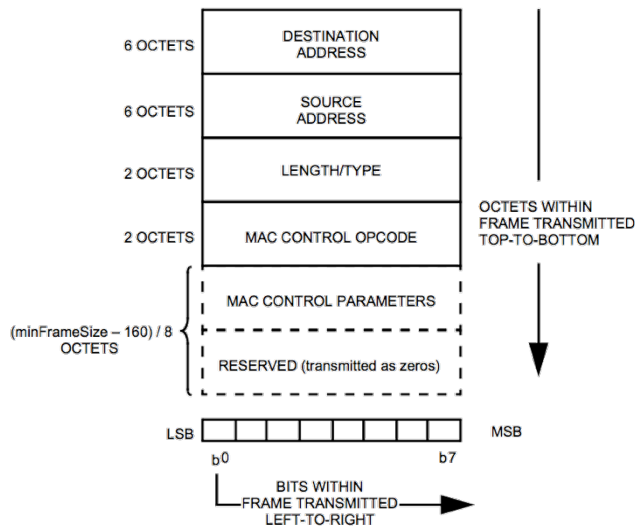 6 OCTETS
DESTINATION
ADDRESS
6 OCTETS
SOURCE
ADDRESS
2 OCTETS
LENGTH/TYPE
2 OCTETS
MAC CONTROL OPCODE
OCTETS WITHIN
FRAME TRANSMITTED
TOP-TO-BOTTOM
(minFrameSize – 160) / 8
OCTETS
MAC CONTROL PARAMETERS
RESERVED (transmitted as zeros)
LSB
MSB
b0
b7
BITS WITHIN
FRAME TRANSMITTED
LEFT-TO-RIGHT